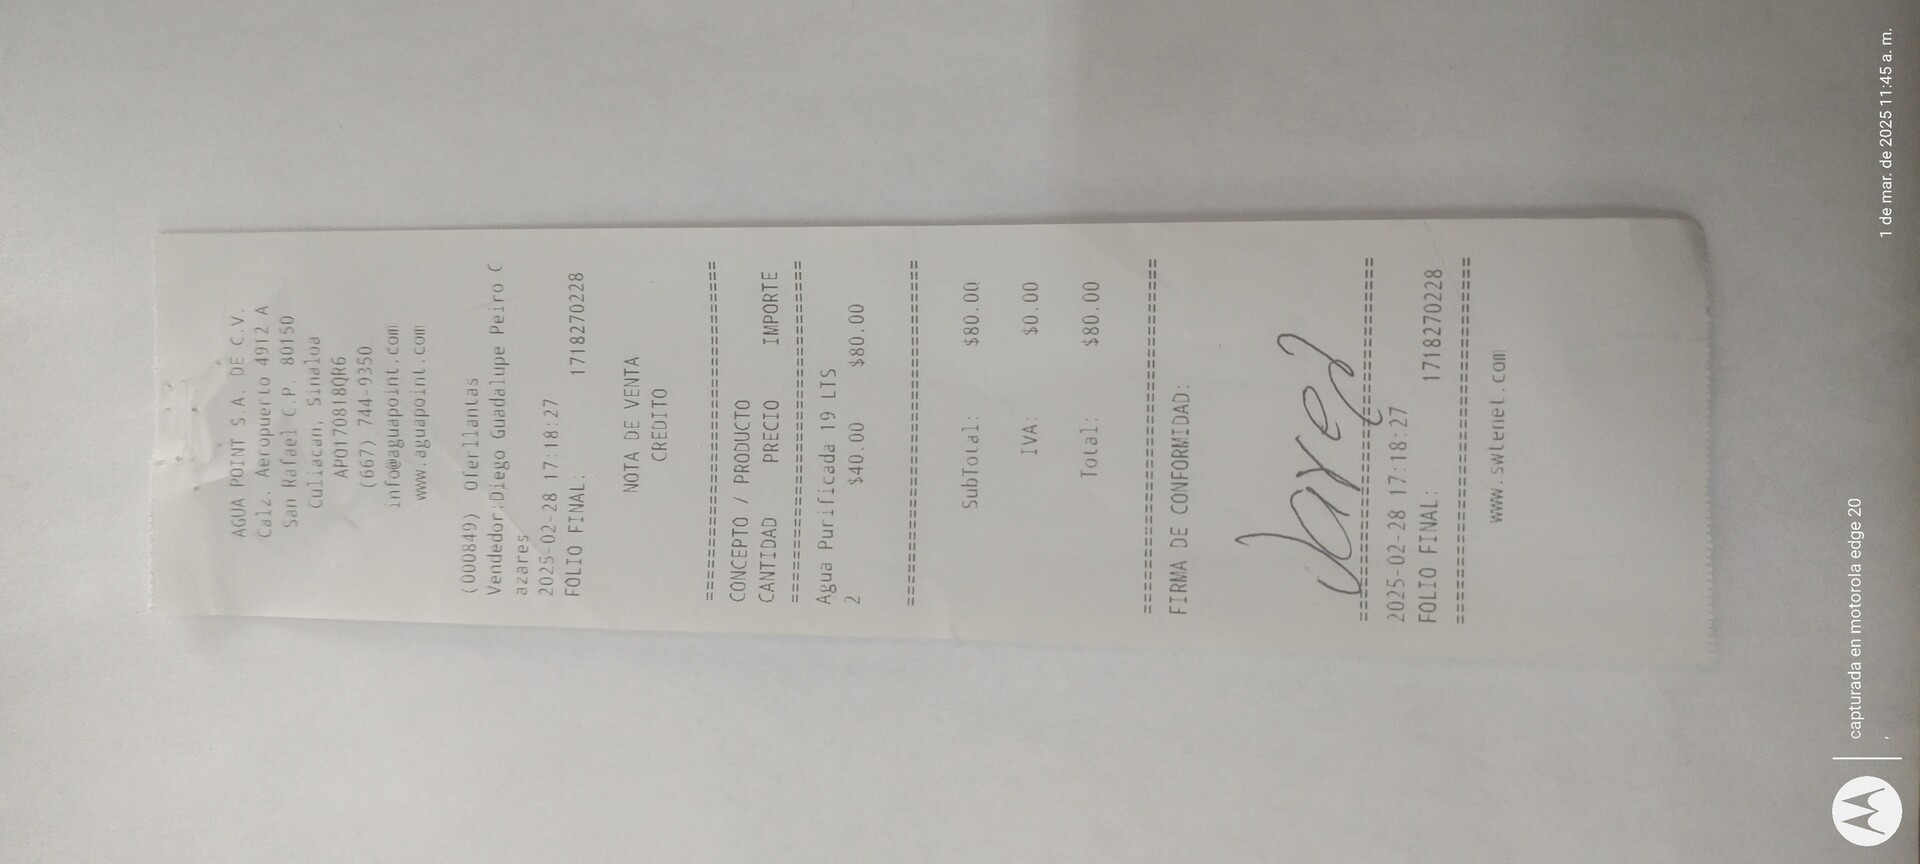 AGUA POINT S.A. DE C.V.
Calz. Aeropuerto 4912 A
San Rafael C.P. 80150
Culiacan, Sinaloa
APO170818QR6
(667) 744-9350
info@aguapoint.com
www.aguapoint.com
(000849) Oferllantas
Vendedor:Diego Guadalupe Peiro C
azares
2025-02-28 17:18:27
FOLIO FINAL: 1718270228
NOTA DE VENTA
CREDITO
================================
CONCEPTO / PRODUCTO
CANTIDAD PRECIO IMPORTE
================================
Agua Purificada 19 LTS
2 $40.00 $80.00
================================
SubTotal: $80.00
IVA: $0.00
Total: $80.00
================================
FIRMA DE CONFORMIDAD:
================================
2025-02-28 17:18:27
FOLIO FINAL: 1718270228
================================
www.swtenet.com
capturada en motorola edge 20
1 de mar. de 2025 11:45 a. m.